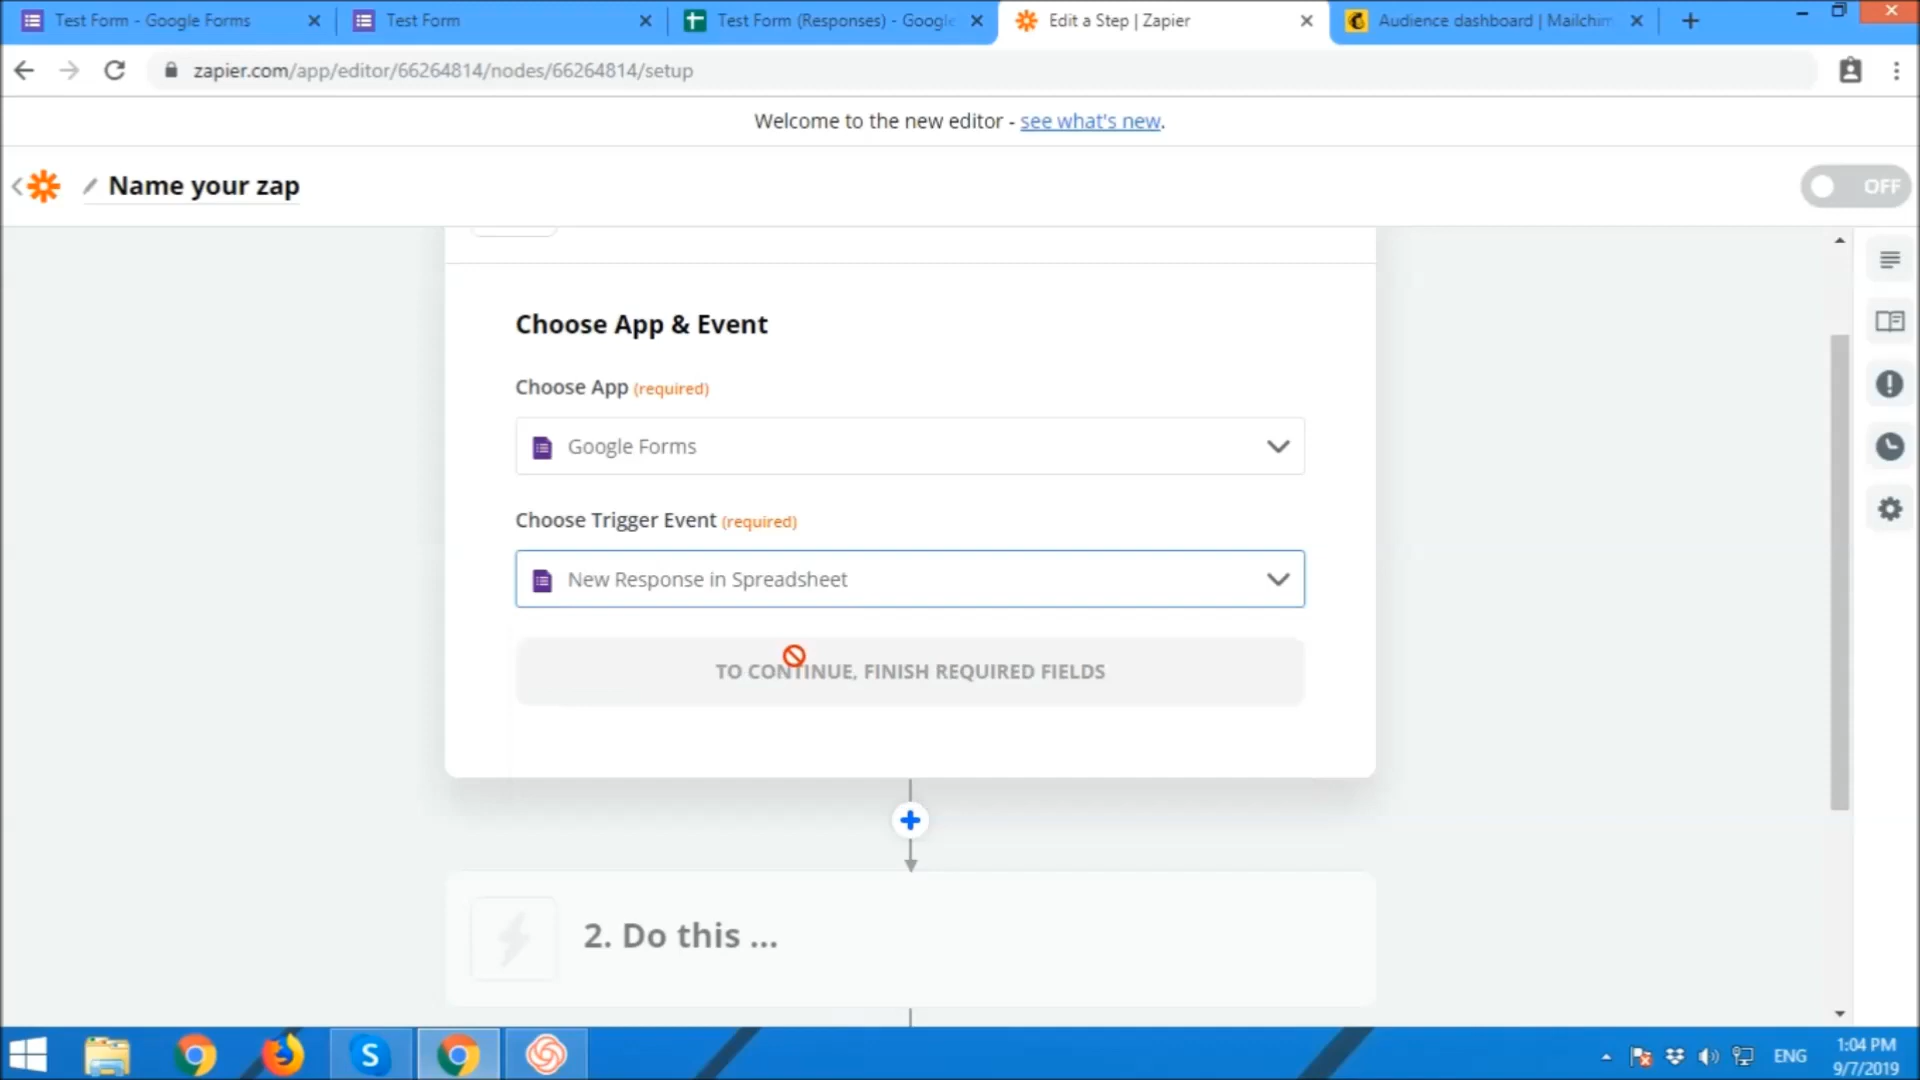 Test Form - Google Forms
Test Form
Test Form (Responses) - Google
Edit a Step | Zapier
Audience dashboard | Mailchim
zapier.com/app/editor/66264814/nodes/66264814/setup
Welcome to the new editor - see what's new.
Name your zap
OFF
Choose App & Event
Choose App (required)
Google Forms
Choose Trigger Event (required)
New Response in Spreadsheet
TO CONTINUE, FINISH REQUIRED FIELDS
2. Do this ...
ENG
1:04 PM
9/7/2019